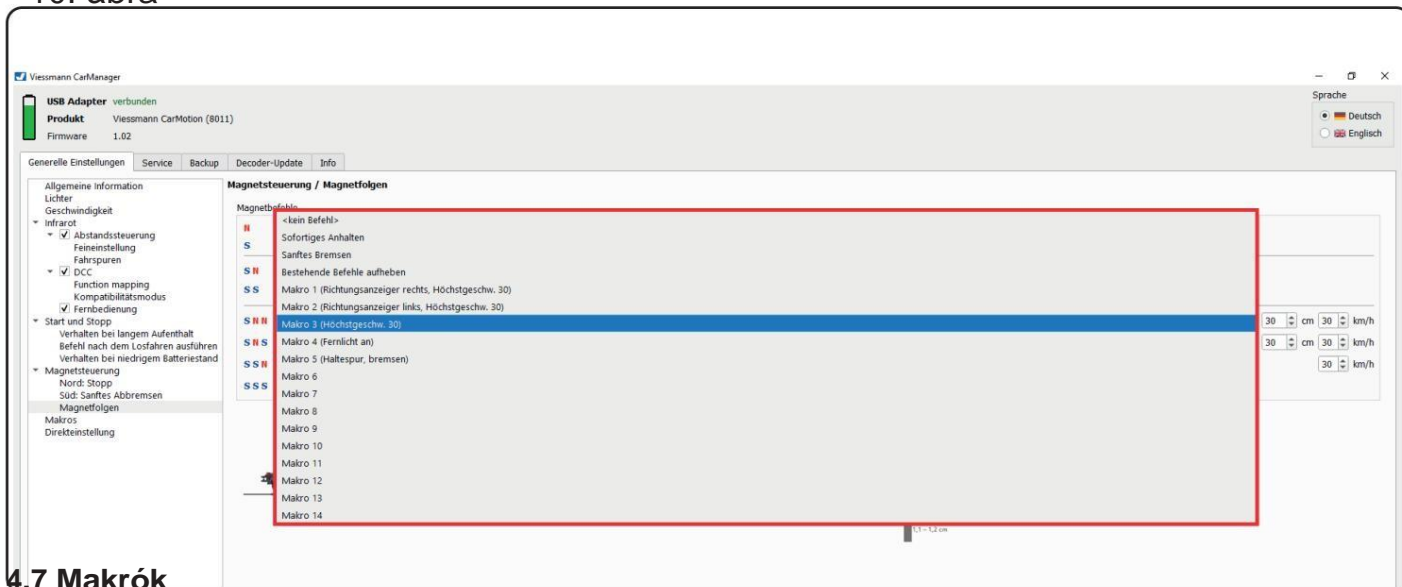 Viessmann CarManager
USB Adapter verbunden
Produkt Viessmann CarMotion (8011)
Firmware 1.02
Sprache
Deutsch
Englisch
Generelle Einstellungen Service Backup Decoder-Update Info
Allgemeine Information
Lichter
Geschwindigkeit
Infrarot
Abstandssteuerung
Feineinstellung
Fahrspuren
DCC
Function mapping
Kompatibilitätsmodus
Fernbedienung
Start und Stopp
Verhalten bei langem Aufenthalt
Befehl nach dem Losfahren ausführen
Verhalten bei niedrigem Batteriestand
Magnetsteuerung
Nord: Stopp
Süd: Sanftes Abbremsen
Magnetfolgen
Makros
Direkteinstellung
Magnetsteuerung / Magnetfolgen
Magnetbefehle
N
S
S N
S S
S N N
S N S
S S N
S S S
<kein Befehl>
Sofortiges Anhalten
Sanftes Bremsen
Bestehende Befehle aufheben
Makro 1 (Richtungsanzeiger rechts, Höchstgeschw. 30)
Makro 2 (Richtungsanzeiger links, Höchstgeschw. 30)
Makro 3 (Höchstgeschw. 30)
Makro 4 (Fernlicht an)
Makro 5 (Haltespur, bremsen)
Makro 6
Makro 7
Makro 8
Makro 9
Makro 10
Makro 11
Makro 12
Makro 13
Makro 14
30 cm 30 km/h
30 cm 30 km/h
30 km/h
1,1 – 1,2 cm
4.7 Makrók